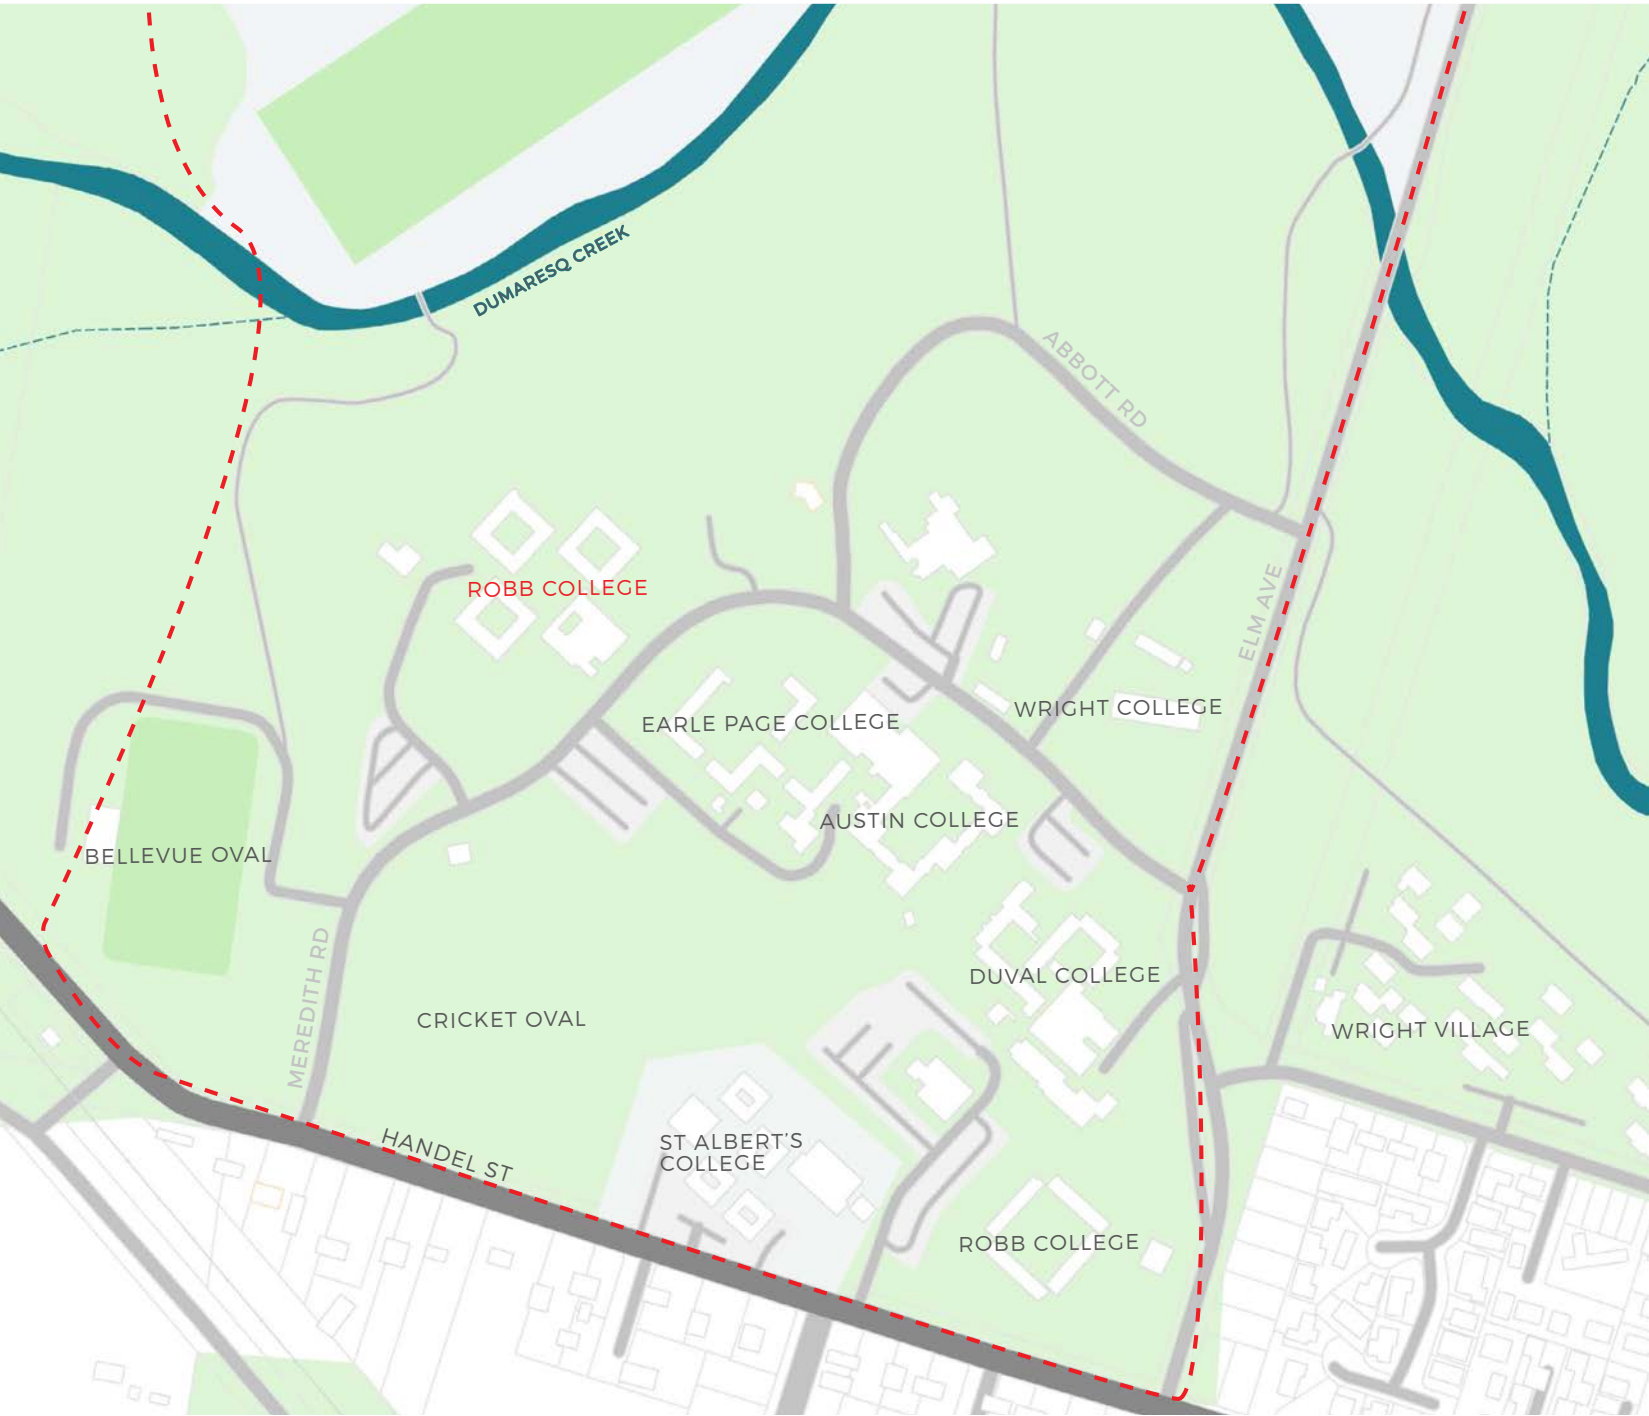 DUMARESQ CREEK
ABBOTT RD
ROBB COLLEGE
ELM AVE
EARLE PAGE COLLEGE
WRIGHT COLLEGE
AUSTIN COLLEGE
BELLEVUE OVAL
MEREDITH RD
DUVAL COLLEGE
CRICKET OVAL
WRIGHT VILLAGE
HANDEL ST
ST ALBERT'S
COLLEGE
ROBB COLLEGE